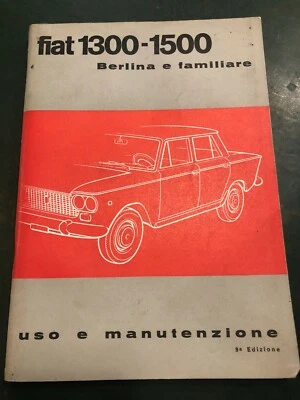 fiat 1300-1500
Berlina e familiare
uso e manutenzione
9ª Edizione